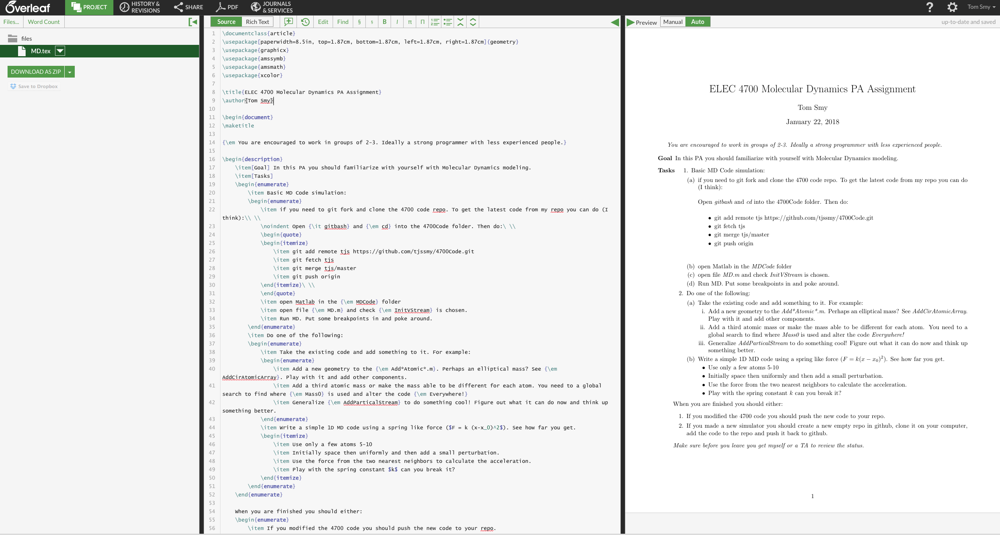 Overleaf PROJECT HISTORY & REVISIONS SHARE PDF JOURNALS & SERVICES ? Tom Smy
Files... Word Count
files
MD.tex
DOWNLOAD AS ZIP
Save to Dropbox
Source Rich Text Edit Find § § B I π Π
1 \documentclass{article}
2 \usepackage[paperwidth=8.5in, top=1.87cm, bottom=1.87cm, left=1.87cm, right=1.87cm]{geometry}
3 \usepackage{graphicx}
4 \usepackage{amssymb}
5 \usepackage{amsmath}
6 \usepackage{xcolor}
7
8 \title{ELEC 4700 Molecular Dynamics PA Assignment}
9 \author{Tom Smy}
10
11 \begin{document}
12 \maketitle
13
14 {\em You are encouraged to work in groups of 2-3. Ideally a strong programmer with less experienced people.}
15
16 \begin{description}
17 \item[Goal] In this PA you should familiarize with yourself with Molecular Dynamics modeling.
18 \item[Tasks]
19 \begin{enumerate}
20 \item Basic MD Code simulation:
21 \begin{enumerate}
22 \item if you need to git fork and clone the 4700 code repo. To get the latest code from my repo you can do (I
think):\\ \\
23 \noindent Open {\it gitbash} and {\em cd} into the 4700Code folder. Then do:\ \\
24 \begin{quote}
25 \begin{itemize}
26 \item git add remote tjs https://github.com/tjssmy/4700Code.git
27 \item git fetch tjs
28 \item git merge tjs/master
29 \item git push origin
30 \end{itemize}\ \\
31 \end{quote}
32 \item open Matlab in the {\em MDCode} folder
33 \item open file {\em MD.m} and check {\em InitVStream} is chosen.
34 \item Run MD. Put some breakpoints in and poke around.
35 \end{enumerate}
36 \item Do one of the following:
37 \begin{enumerate}
38 \item Take the existing code and add something to it. For example:
39 \begin{enumerate}
40 \item Add a new geometry to the {\em Add*Atomic*.m}. Perhaps an elliptical mass? See {\em
AddCirAtomicArray}. Play with it and add other components.
41 \item Add a third atomic mass or make the mass able to be different for each atom. You need to a global
search to find where {\em Mass0} is used and alter the code {\em Everywhere!}
42 \item Generalize {\em AddParticalStream} to do something cool! Figure out what it can do now and think up
something better.
43 \end{enumerate}
44 \item Write a simple 1D MD code using a spring like force ($F = k (x-x_0)^2$). See how far you get.
45 \begin{itemize}
46 \item Use only a few atoms 5-10
47 \item Initially space then uniformly and then add a small perturbation.
48 \item Use the force from the two nearest neighbors to calculate the acceleration.
49 \item Play with the spring constant $k$ can you break it?
50 \end{itemize}
51 \end{enumerate}
52 \end{enumerate}
53
54 When you are finished you should either:
55 \begin{enumerate}
56 \item If you modified the 4700 code you should push the new code to your repo.
Preview Manual Auto up-to-date and saved
ELEC 4700 Molecular Dynamics PA Assignment
Tom Smy
January 22, 2018
You are encouraged to work in groups of 2-3. Ideally a strong programmer with less experienced people.
Goal In this PA you should familiarize with yourself with Molecular Dynamics modeling.
Tasks 1. Basic MD Code simulation:
(a) if you need to git fork and clone the 4700 code repo. To get the latest code from my repo you can do
(I think):
Open gitbash and cd into the 4700Code folder. Then do:
• git add remote tjs https://github.com/tjssmy/4700Code.git
• git fetch tjs
• git merge tjs/master
• git push origin
(b) open Matlab in the MDCode folder
(c) open file MD.m and check InitVStream is chosen.
(d) Run MD. Put some breakpoints in and poke around.
2. Do one of the following:
(a) Take the existing code and add something to it. For example:
i. Add a new geometry to the Add*Atomic*.m. Perhaps an elliptical mass? See AddCirAtomicArray.
Play with it and add other components.
ii. Add a third atomic mass or make the mass able to be different for each atom. You need to a
global search to find where Mass0 is used and alter the code Everywhere!
iii. Generalize AddParticalStream to do something cool! Figure out what it can do now and think up
something better.
(b) Write a simple 1D MD code using a spring like force (F = k(x − x₀)²). See how far you get.
• Use only a few atoms 5-10
• Initially space then uniformly and then add a small perturbation.
• Use the force from the two nearest neighbors to calculate the acceleration.
• Play with the spring constant k can you break it?
When you are finished you should either:
1. If you modified the 4700 code you should push the new code to your repo.
2. If you made a new simulator you should create a new empty repo in github, clone it on your computer,
add the code to the repo and push it back to github.
Make sure before you leave you get myself or a TA to review the status.
1